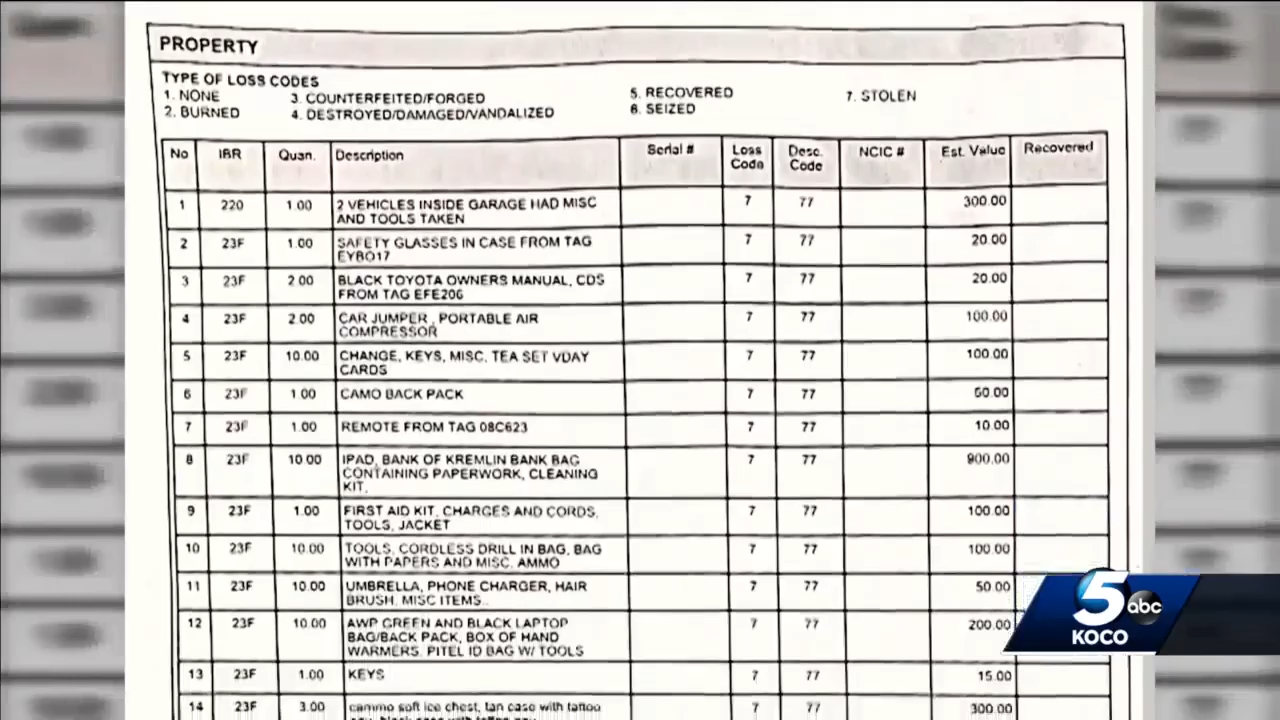 PROPERTY
TYPE OF LOSS CODES
1. NONE 3. COUNTERFEITED/FORGED 5. RECOVERED 7. STOLEN
2. BURNED 4. DESTROYED/DAMAGED/VANDALIZED 6. SEIZED
No IBR Quan. Description Serial # Loss Code Desc. Code NCIC # Est. Value Recovered
1 220 1.00 2 VEHICLES INSIDE GARAGE HAD MISC 7 77 300.00
AND TOOLS TAKEN
2 23F 1.00 SAFETY GLASSES IN CASE FROM TAG 7 77 20.00
EYBO17
3 23F 2.00 BLACK TOYOTA OWNERS MANUAL, CDS 7 77 20.00
FROM TAG EFE206
4 23F 2.00 CAR JUMPER , PORTABLE AIR 7 77 100.00
COMPRESSOR
5 23F 10.00 CHANGE, KEYS, MISC, TEA SET VDAY 7 77 100.00
CARDS
6 23F 1.00 CAMO BACK PACK 7 77
7 23F 1.00 REMOTE FROM TAG 08C623 7 77 10.00
8 23F 10.00 IPAD, BANK OF KREMLIN BANK BAG 7 77 900.00
CONTAINING PAPERWORK, CLEANING
KIT,
9 23F 1.00 FIRST AID KIT, CHARGES AND CORDS, 7 77 100.00
TOOLS, JACKET
10 23F 10.00 TOOLS, CORDLESS DRILL IN BAG, BAG 7 77 100.00
WITH PAPERS AND MISC, AMMO
11 23F 10.00 UMBRELLA, PHONE CHARGER, HAIR 7 77 50.00
BRUSH, MISC ITEMS..
12 23F 10.00 AWP GREEN AND BLACK LAPTOP 7 77 200.00
BAG/BACK PACK, BOX OF HAND
WARMERS, PITEL ID BAG W/ TOOLS
13 23F 1.00 KEYS 7 77 15.00
14 23F 3.00 cammo soft ice chest, tan case with tattoo 7 77 300.00
5 abc
KOCO